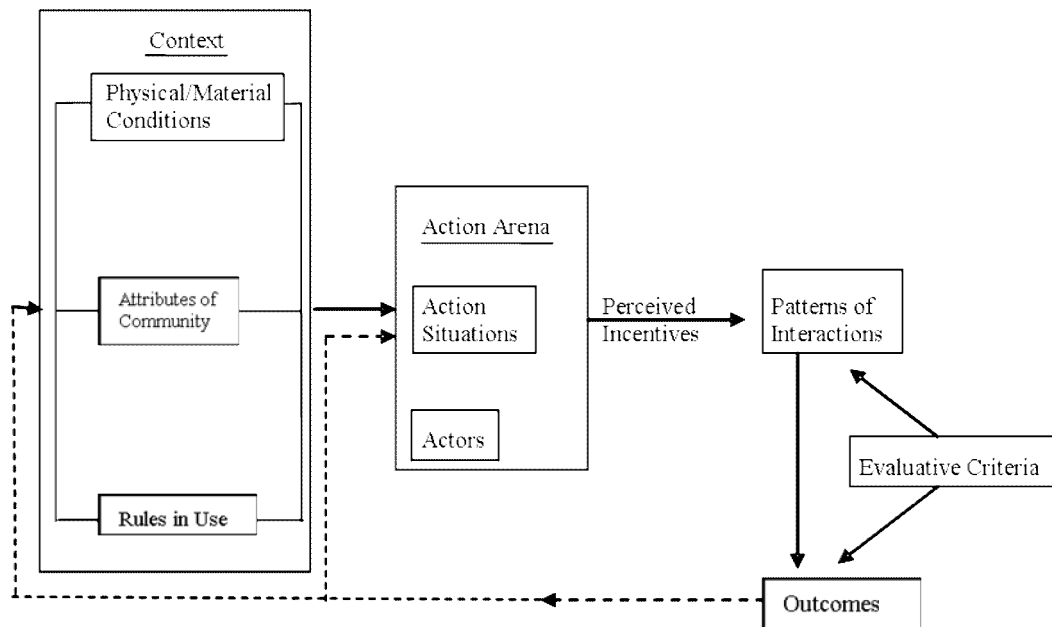 Context
Physical/Material
Conditions
Attributes of
Community
Rules in Use
Action Arena
Action
Situations
Actors
Perceived
Incentives
Patterns of
Interactions
Evaluative Criteria
Outcomes